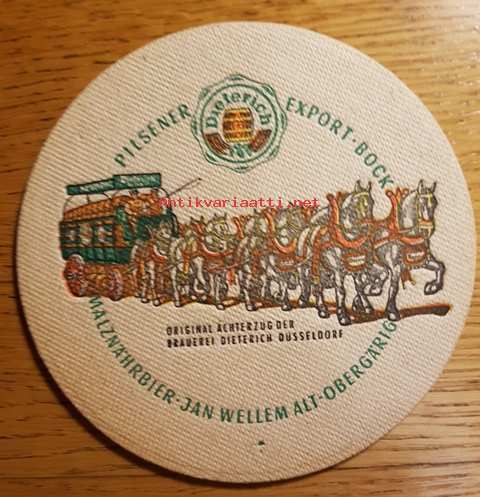 PILSENER EXPORT · BOCK
Dieterich
Antikvariaatti.net
ORIGINAL ACHTERZUG DER
BRAUEREI DIETERICH DÜSSELDORF
MALZNÄHRBIER · JAN WELLEM ALT · OBERGÄRIG